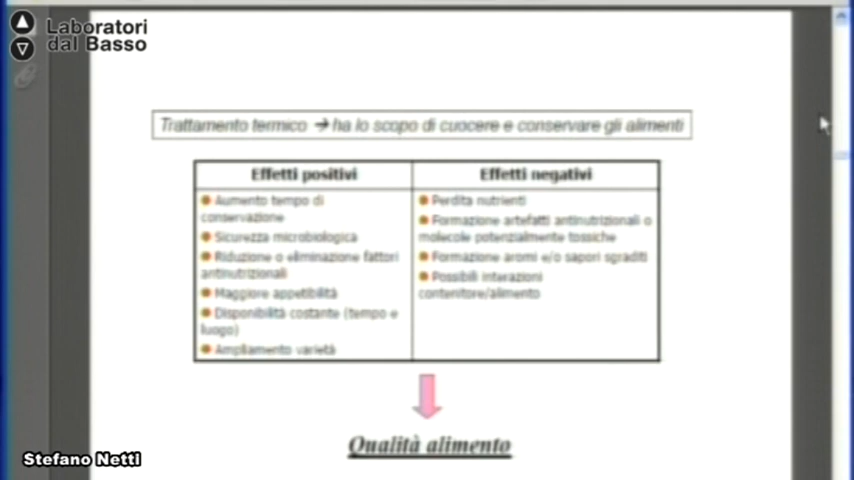 Laboratori
dal Basso
Trattamento termico → ha lo scopo di cuocere e conservare gli alimenti
Effetti positivi
Aumento tempo di
conservazione
Sicurezza microbiologica
Riduzione o eliminazione fattori
antinutrizionali
Maggiore appetibilità
Disponibilità costante (tempo e
luogo)
Ampliamento varietà
Effetti negativi
Perdita nutrienti
Formazione artefatti antinutrizionali o
molecole potenzialmente tossiche
Formazione aromi e/o sapori sgraditi
Possibili interazioni
contenitore/alimento
Qualità alimento
Stefano Netti